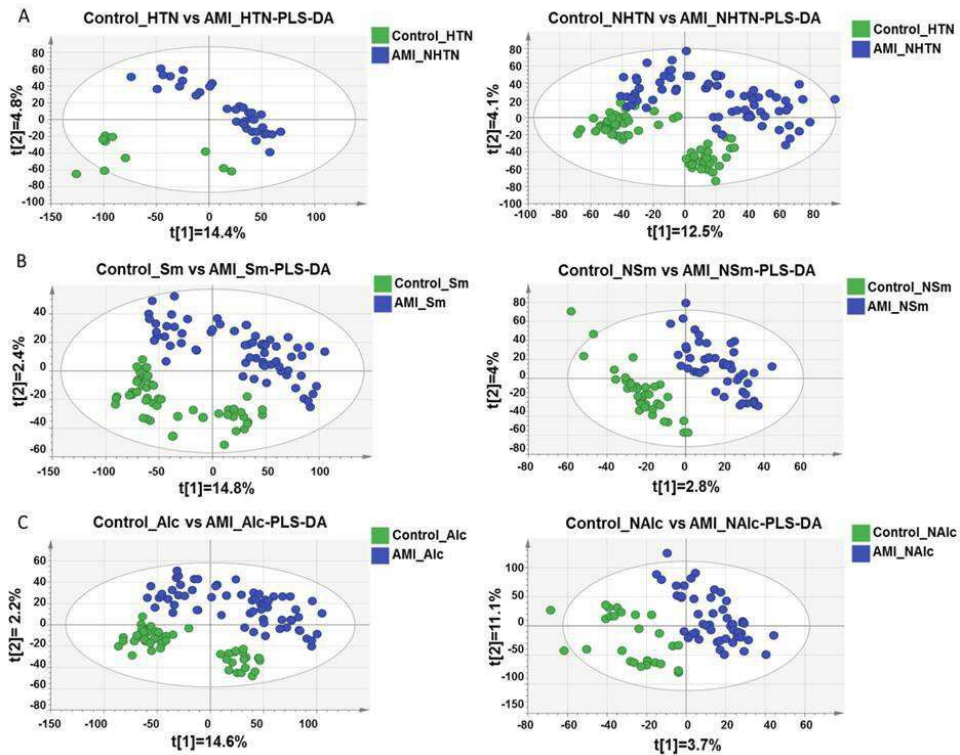 A
Control_HTN vs AMI_HTN-PLS-DA
Control_HTN
AMI_NHTN
80
60
40
20
0
-20
-40
-60
-80
-100
t[2]=4.8%
-150
-100
-50
0
50
100
t[1]=14.4%
Control_NHTN vs AMI_NHTN-PLS-DA
Control_HTN
AMI_NHTN
80
60
40
20
0
-20
-40
-60
-80
-100
t[2]=4.1%
-100
-80
-60
-40
-20
0
20
40
60
80
t[1]=12.5%
B
Control_Sm vs AMI_Sm-PLS-DA
Control_Sm
AMI_Sm
40
20
0
-20
-40
-60
t[2]=2.4%
-150
-100
-50
0
50
100
t[1]=14.8%
Control_NSm vs AMI_NSm-PLS-DA
Control_NSm
AMI_NSm
80
60
40
20
0
-20
-40
-60
-80
t[2]=4%
-80
-60
-40
-20
0
20
40
60
t[1]=2.8%
C
Control_Alc vs AMI_Alc-PLS-DA
Control_Alc
AMI_Alc
60
40
20
0
-20
-40
-60
-80
t[2]= 2.2%
-150
-100
-50
0
50
100
t[1]=14.6%
Control_NAlc vs AMI_NAlc-PLS-DA
Control_NAlc
AMI_NAlc
100
50
0
-50
-100
-150
t[2]=11.1%
-80
-60
-40
-20
0
20
40
60
t[1]=3.7%